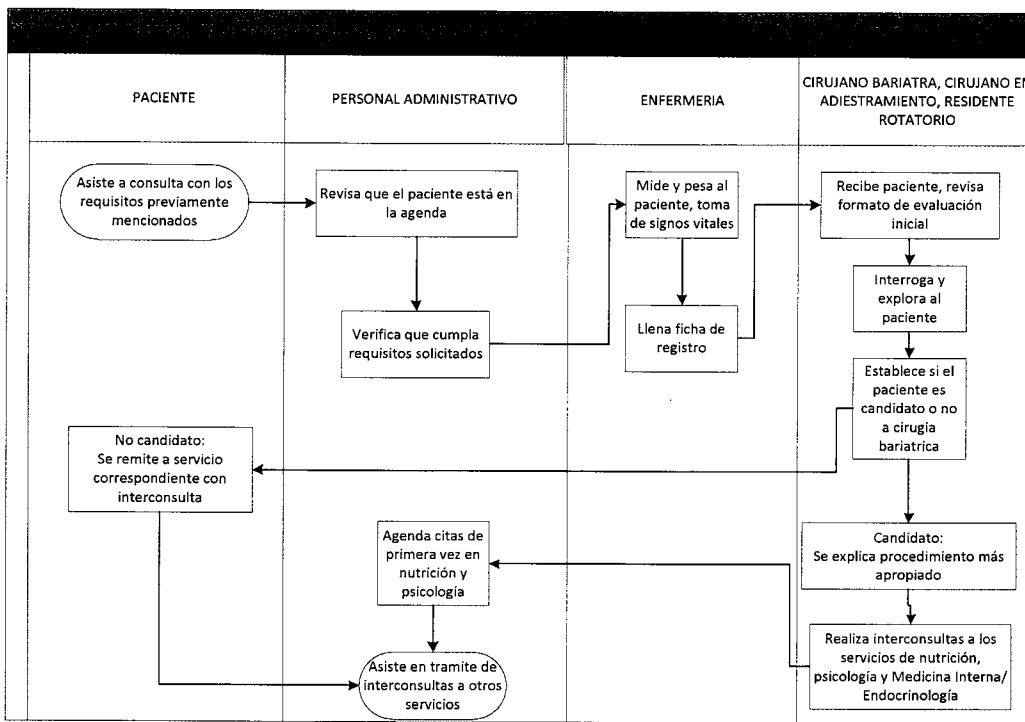 PACIENTE
PERSONAL ADMINISTRATIVO
ENFERMERIA
CIRUJANO BARIATRA, CIRUJANO EN
ADIESTRAMIENTO, RESIDENTE
ROTATORIO
Asiste a consulta con los
requisitos previamente
mencionados
Revisa que el paciente está en
la agenda
Mide y pesa al
paciente, toma
de signos vitales
Recibe paciente, revisa
formato de evaluación
inicial
Interroga y
explora al
paciente
Verifica que cumpla
requisitos solicitados
Llena ficha de
registro
Establece si el
paciente es
candidato o no
a cirugía
bariatrica
No candidato:
Se remite a servicio
correspondiente con
interconsulta
Agenda citas de
primera vez en
nutrición y
psicología
Candidato:
Se explica procedimiento más
apropiado
Asiste en tramite de
interconsultas a otros
servicios
Realiza interconsultas a los
servicios de nutrición,
psicología y Medicina Interna/
Endocrinología